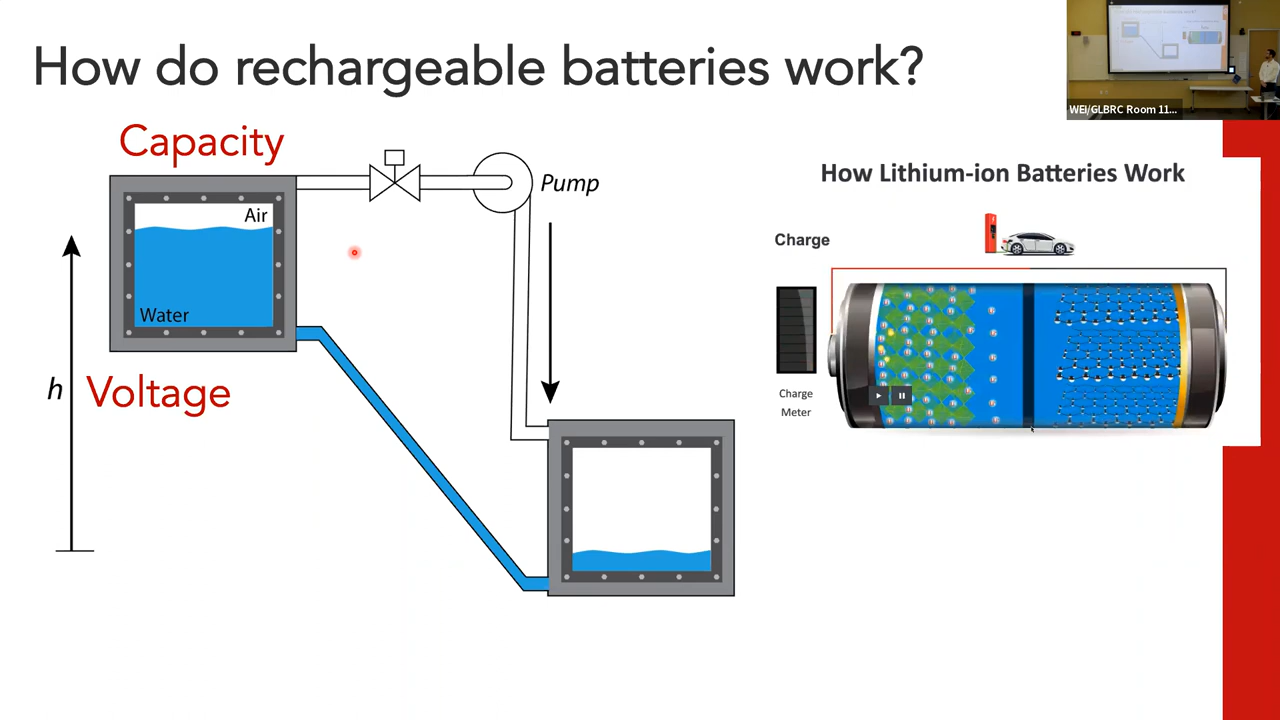 How do rechargeable batteries work?
WEI/GLBRC Room 11...
Capacity
Pump
Air
Water
h
Voltage
How Lithium-ion Batteries Work
Charge
Charge
Meter